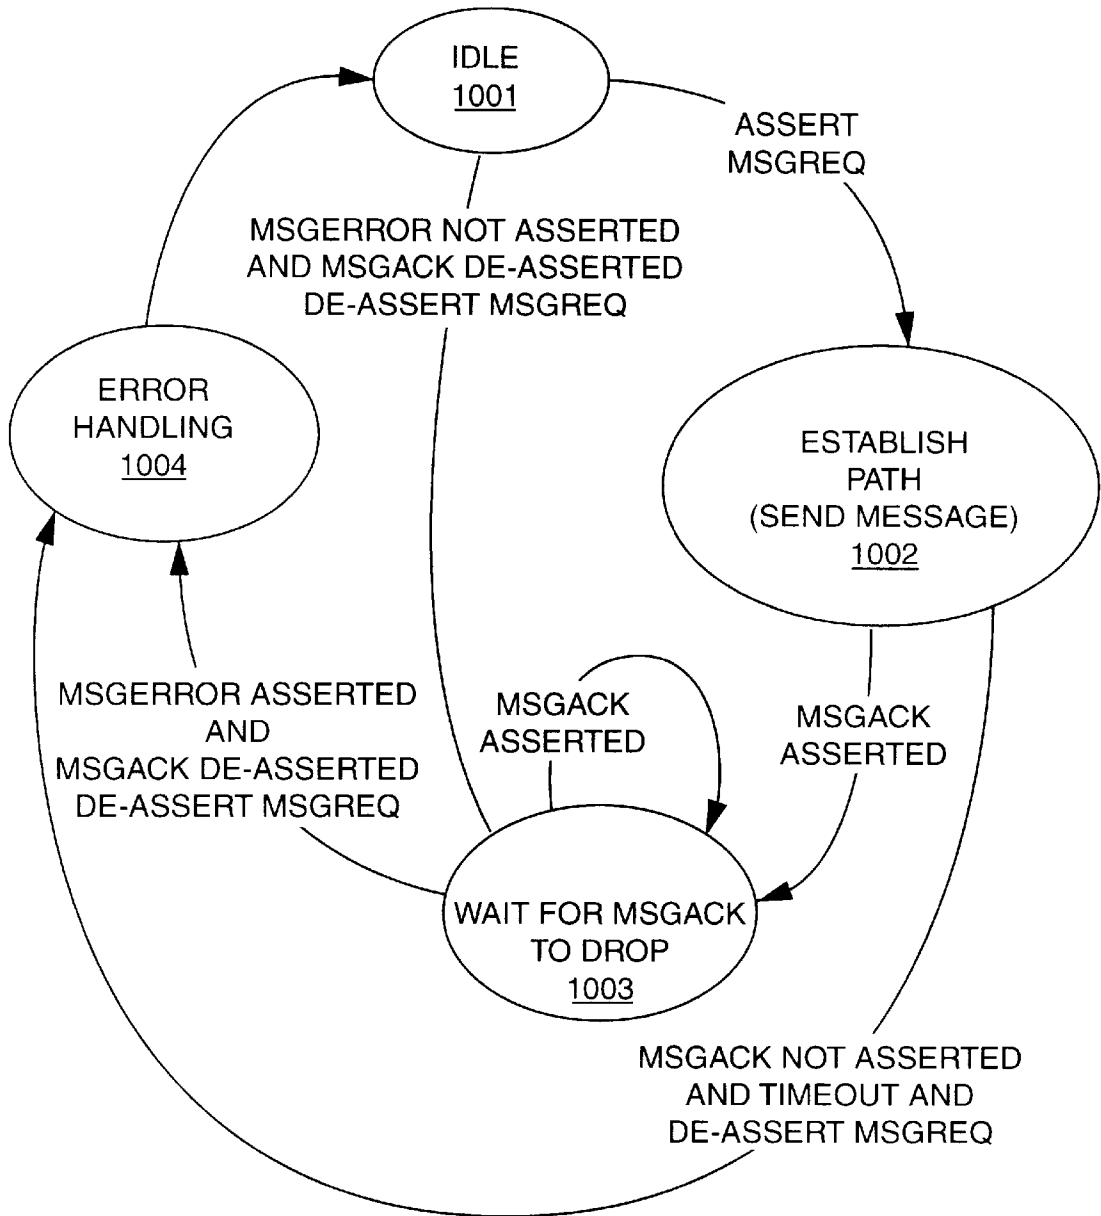 IDLE
1001
ASSERT
MSGREQ
MSGERROR NOT ASSERTED
AND MSGACK DE-ASSERTED
DE-ASSERT MSGREQ
ERROR
HANDLING
1004
ESTABLISH
PATH
(SEND MESSAGE)
1002
MSGERROR ASSERTED
AND
MSGACK DE-ASSERTED
DE-ASSERT MSGREQ
MSGACK
ASSERTED
MSGACK
ASSERTED
WAIT FOR MSGACK
TO DROP
1003
MSGACK NOT ASSERTED
AND TIMEOUT AND
DE-ASSERT MSGREQ